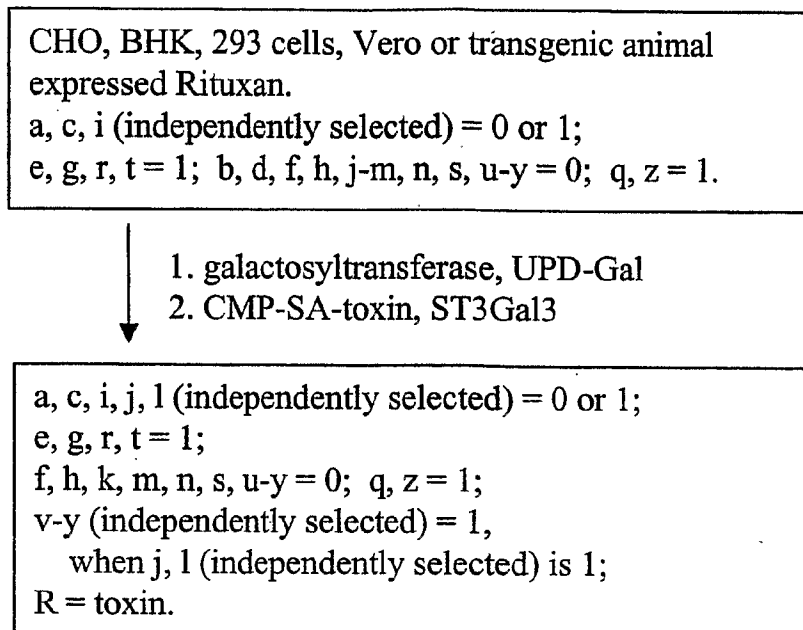 CHO, BHK, 293 cells, Vero or transgenic animal
expressed Rituxan.
a, c, i (independently selected) = 0 or 1;
e, g, r, t = 1; b, d, f, h, j-m, n, s, u-y = 0; q, z = 1.
1. galactosyltransferase, UPD-Gal
2. CMP-SA-toxin, ST3Gal3
a, c, i, j, l (independently selected) = 0 or 1;
e, g, r, t = 1;
f, h, k, m, n, s, u-y = 0; q, z = 1;
v-y (independently selected) = 1,
when j, l (independently selected) is 1;
R = toxin.